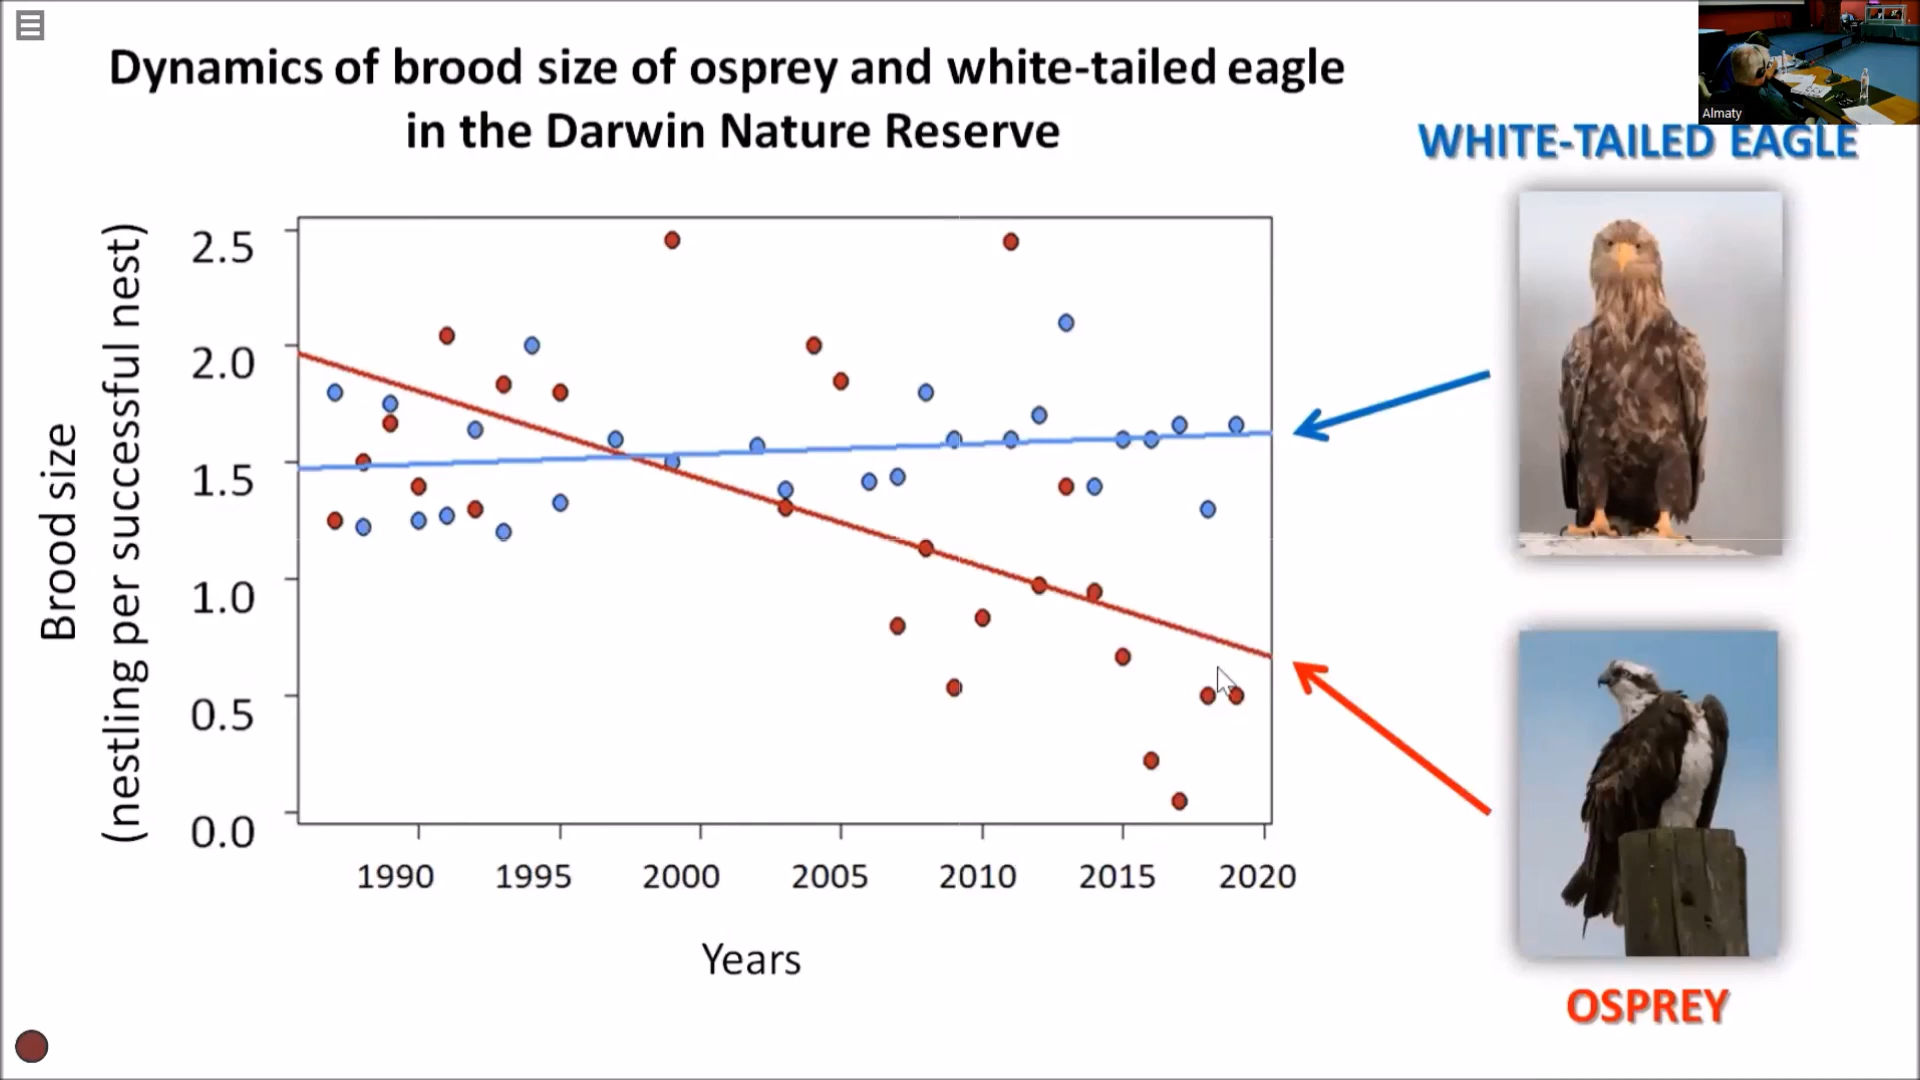 Dynamics of brood size of osprey and white-tailed eagle
in the Darwin Nature Reserve
Almaty
WHITE-TAILED EAGLE
Brood size
(nestling per successful nest)
2.5
2.0
1.5
1.0
0.5
0.0
1990 1995 2000 2005 2010 2015 2020
Years
OSPREY